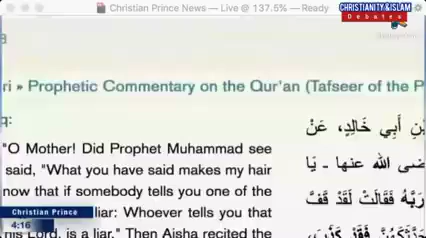 Christian Prince News — Live @ 137.5% — Ready
CHRISTIANITY & ISLAM
Debates
ri » Prophetic Commentary on the Qur'an (Tafseer of the P
q:
"O Mother! Did Prophet Muhammad see
said, "What you have said makes my hair
now that if somebody tells you one of the
liar: Whoever tells you that
his Lord, is a liar." Then Aisha recited the
أَبِي خَالِدٍ، عَنْ
ضى الله عنها ـ يَا
رَبَّهُ فَقَالَتْ لَقَدْ قَفَّ
حَدَّثَكَهُنَّ فَقَدْ كَذَبَ،
Christian Prince
4:16